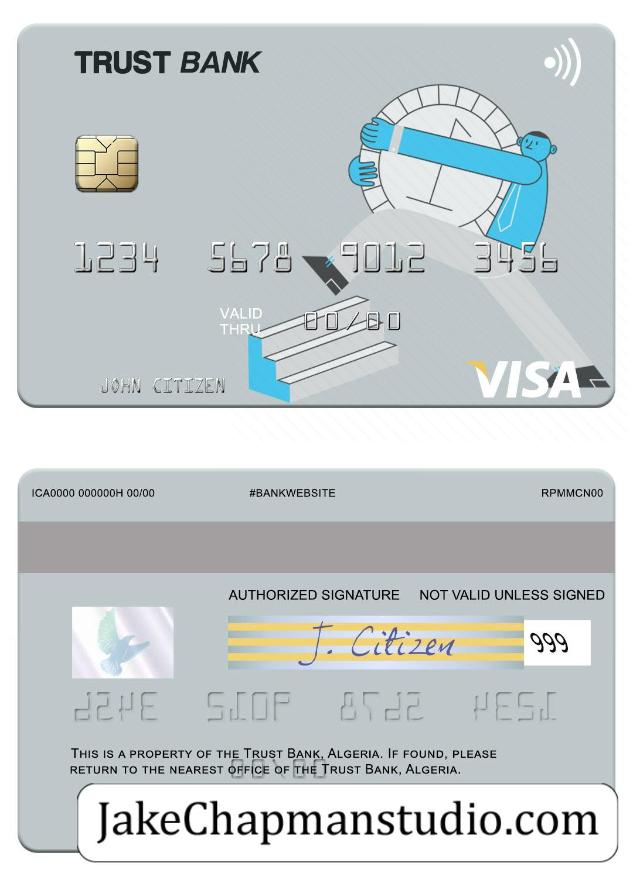 TRUST BANK
1234 5678 9012 3456
VALID
THRU
00/00
JOHN CITIZEN
VISA
ICA0000 000000H 00/00
#BANKWEBSITE
RPMMCN00
AUTHORIZED SIGNATURE NOT VALID UNLESS SIGNED
J. Citizen
999
THIS IS A PROPERTY OF THE TRUST BANK, ALGERIA. IF FOUND, PLEASE
RETURN TO THE NEAREST OFFICE OF THE TRUST BANK, ALGERIA.
JakeChapmanstudio.com